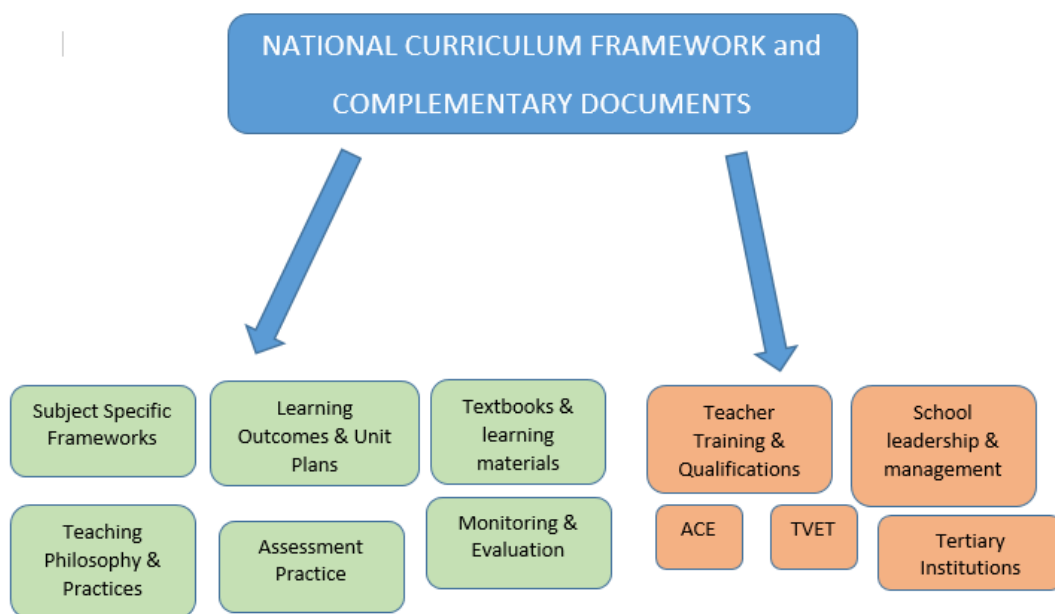 NATIONAL CURRICULUM FRAMEWORK and
COMPLEMENTARY DOCUMENTS
Subject Specific
Frameworks
Learning
Outcomes & Unit
Plans
Textbooks &
learning
materials
Teacher
Training &
Qualifications
School
leadership &
management
Teaching
Philosophy &
Practices
Assessment
Practice
Monitoring &
Evaluation
ACE
TVET
Tertiary
Institutions